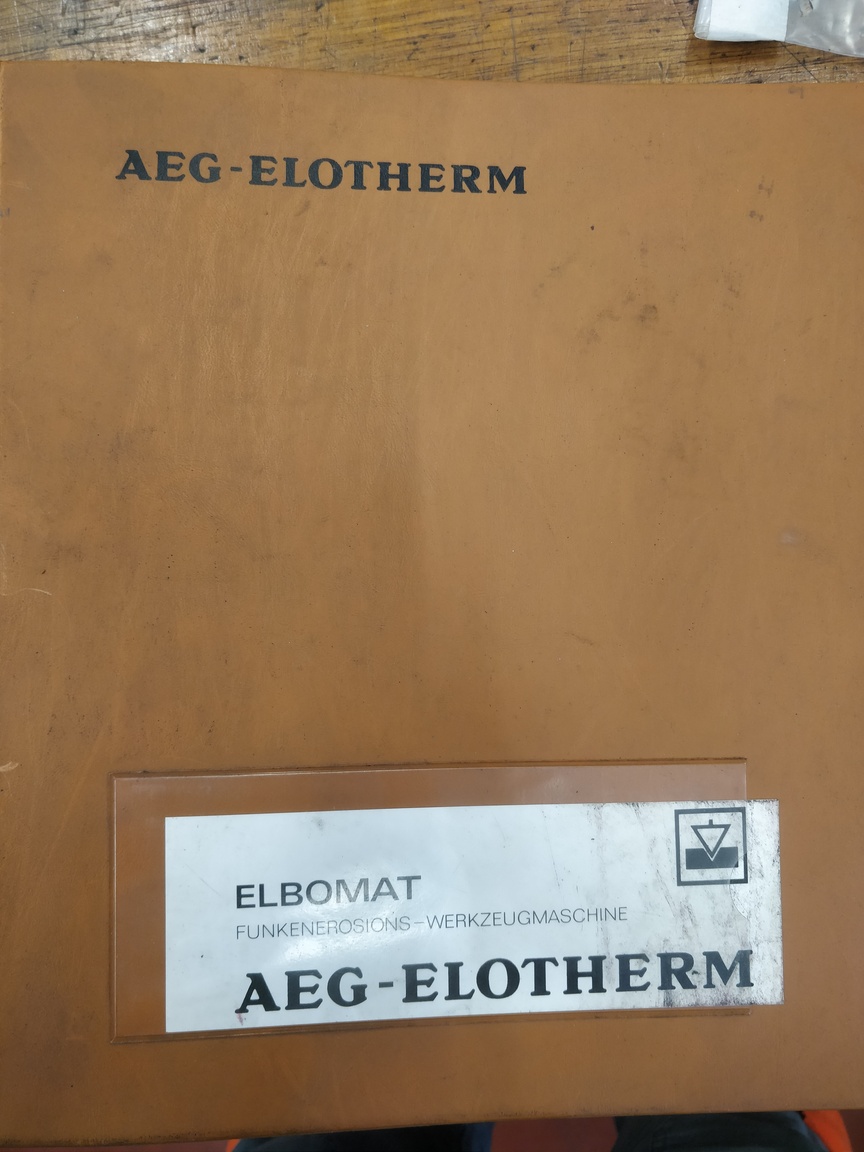 AEG-ELOTHERM
ELBOMAT
FUNKENEROSIONS-WERKZEUGMASCHINE
AEG-ELOTHERM